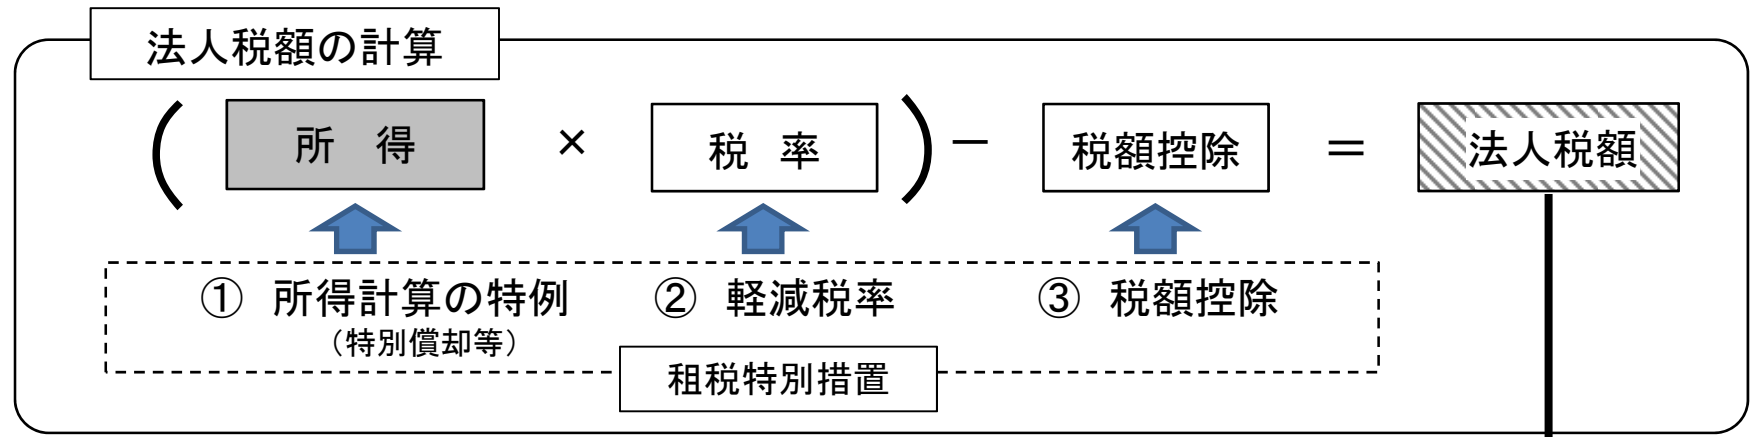 法人税額の計算
( 所 得 × 税 率 ) － 税額控除 ＝ 法人税額
① 所得計算の特例 ② 軽減税率 ③ 税額控除
（特別償却等）
租税特別措置